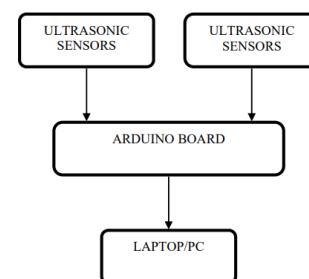 ULTRASONIC
SENSORS
ULTRASONIC
SENSORS
ARDUINO BOARD
LAPTOP/PC